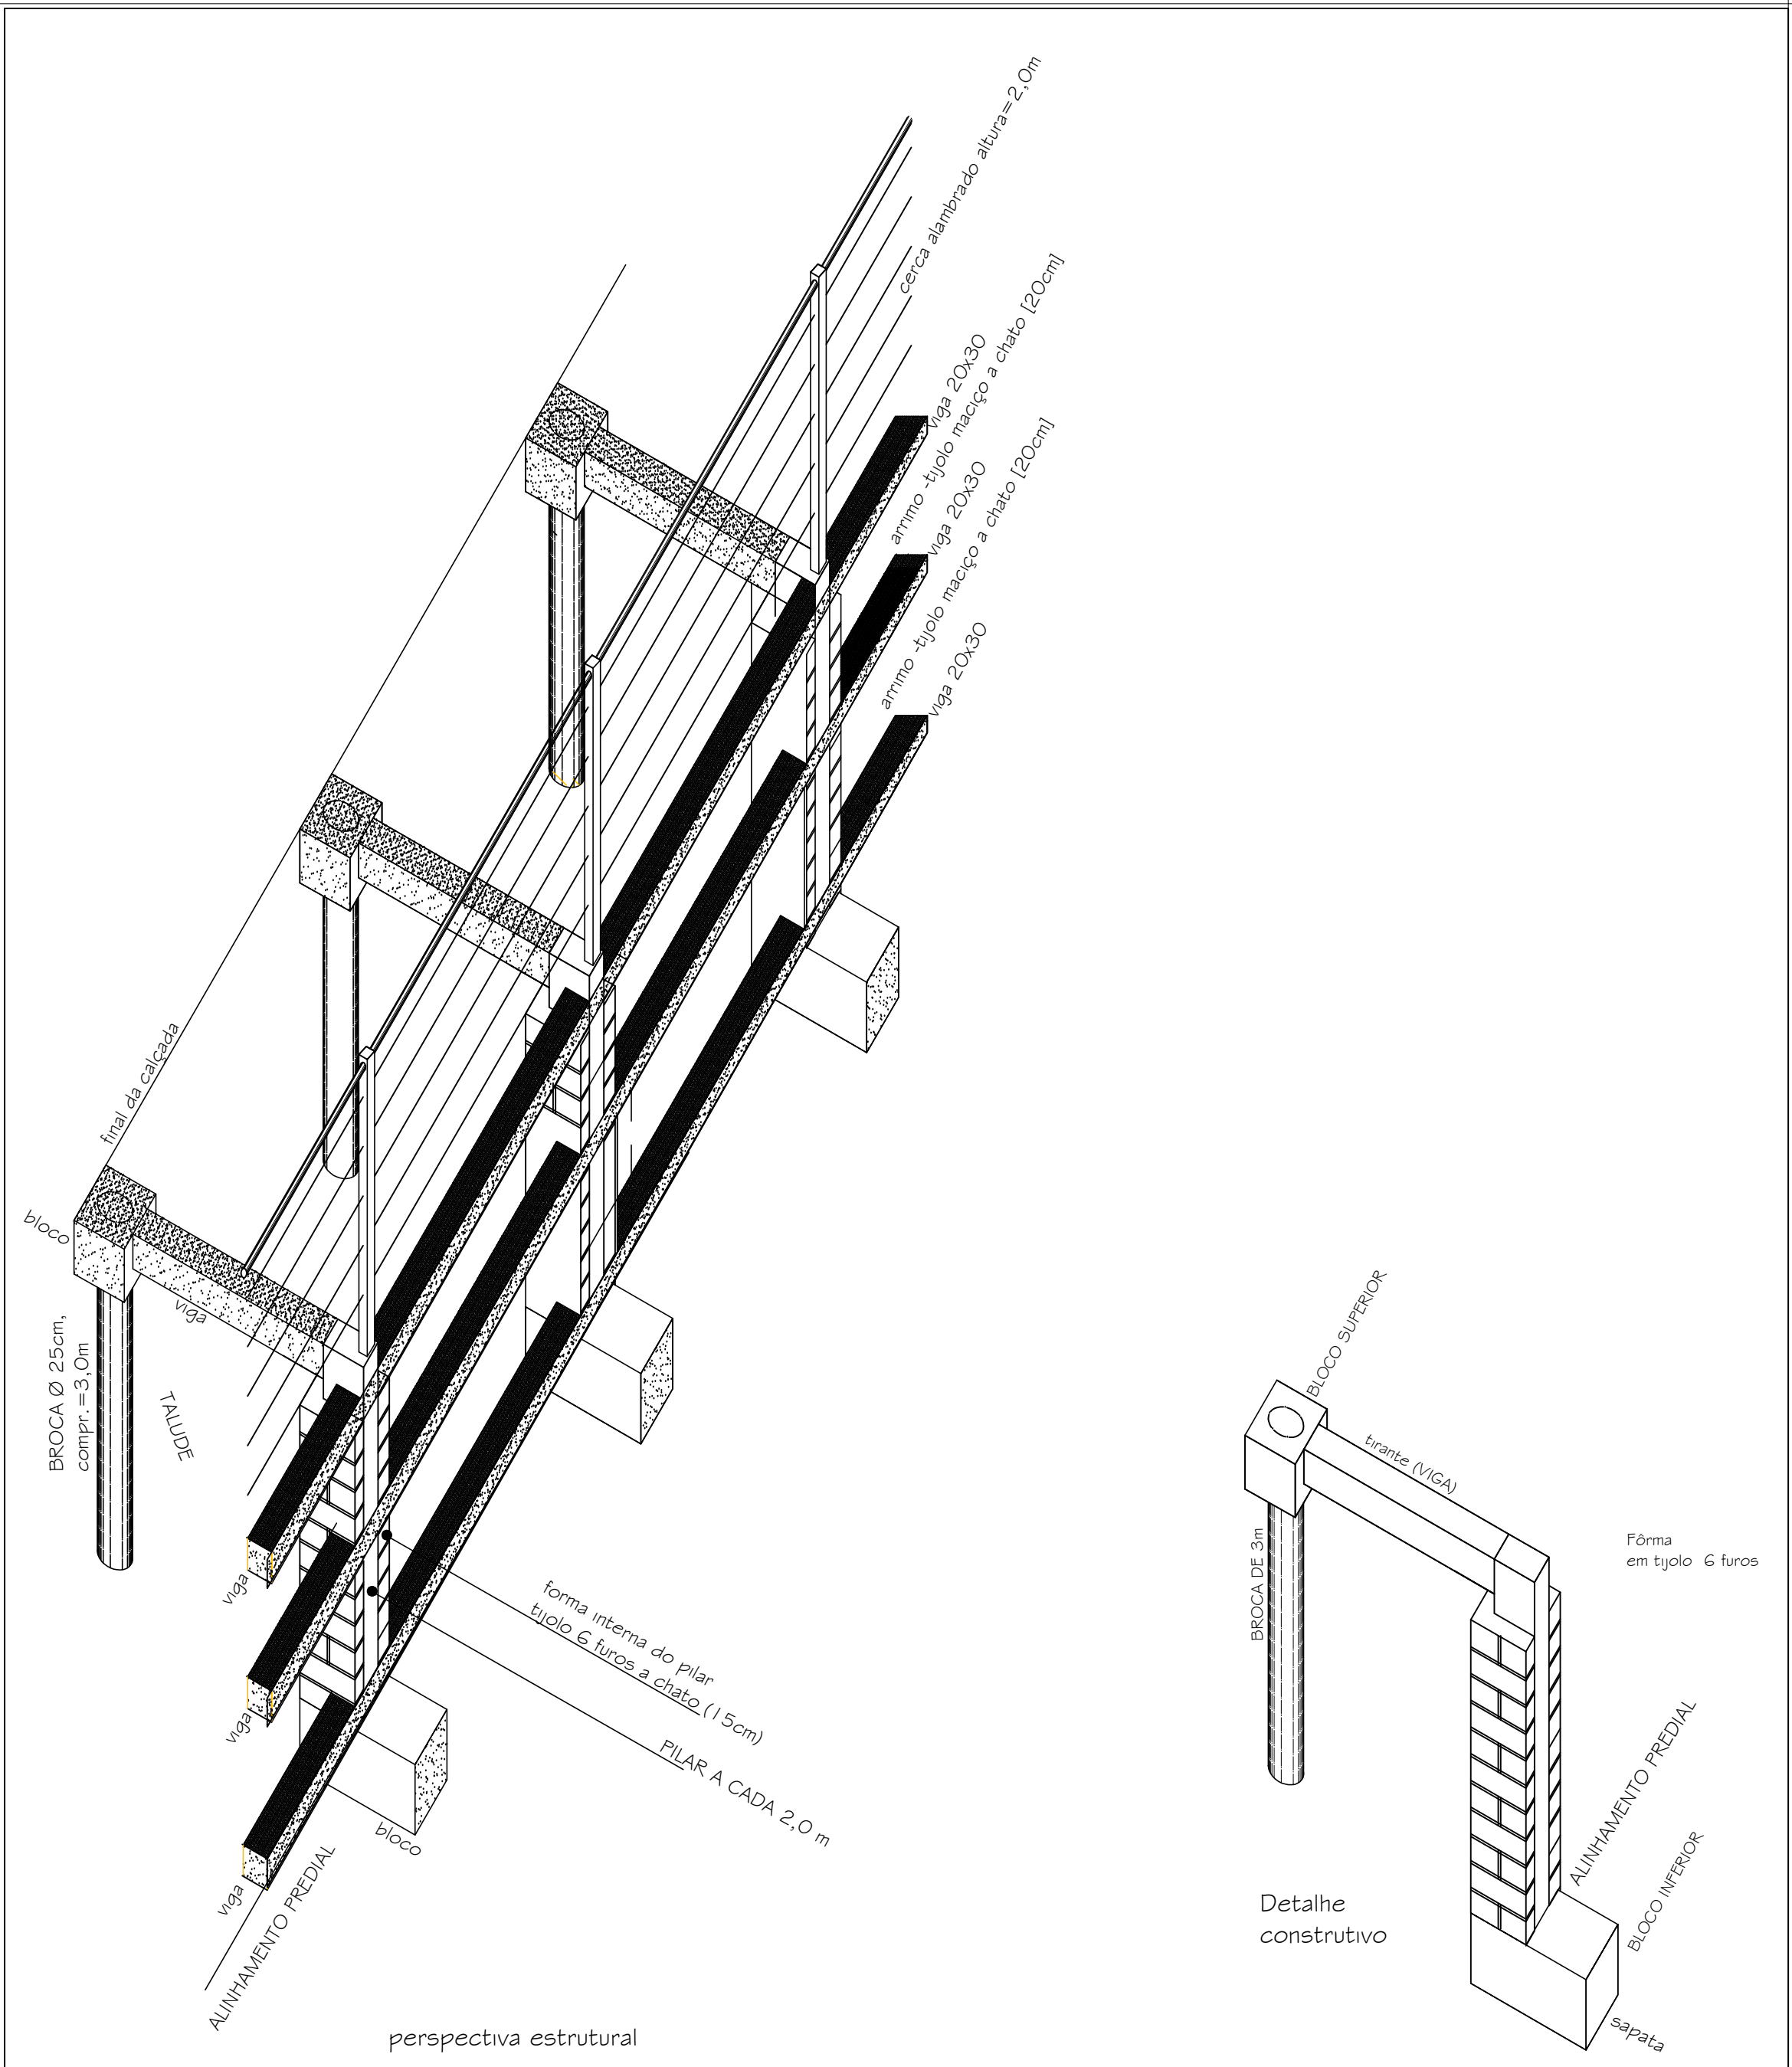 cerca alambrado altura=2,0m
viga 20x30
arrimo -tijolo maciço a chato [20cm]
viga 20x30
arrimo -tijolo maciço a chato [20cm]
viga 20x30
final da calçada
bloco
viga
BROCA Ø 25cm,
compr.=3,0m
TALUDE
viga
viga
viga
forma interna do pilar
tijolo 6 furos a chato (15cm)
PILAR A CADA 2,0 m
bloco
ALINHAMENTO PREDIAL
perspectiva estrutural
BLOCO SUPERIOR
tirante (VIGA)
BROCA DE 3m
Fôrma
em tijolo 6 furos
ALINHAMENTO PREDIAL
BLOCO INFERIOR
Detalhe
construtivo
sapata